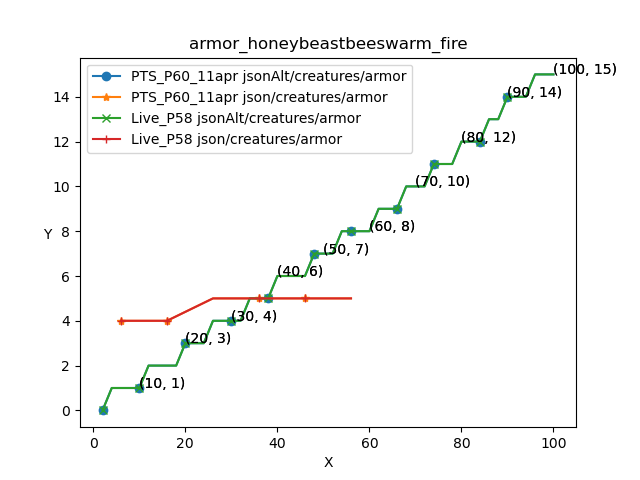 armor_honeybeastbeeswarm_fire
PTS_P60_11apr jsonAlt/creatures/armor
PTS_P60_11apr json/creatures/armor
Live_P58 jsonAlt/creatures/armor
Live_P58 json/creatures/armor
(100, 15)
(90, 14)
(80, 12)
(70, 10)
(60, 8)
(50, 7)
(40, 6)
(30, 4)
(20, 3)
(10, 1)
Y
14
12
10
8
6
4
2
0
0 20 40 60 80 100
X